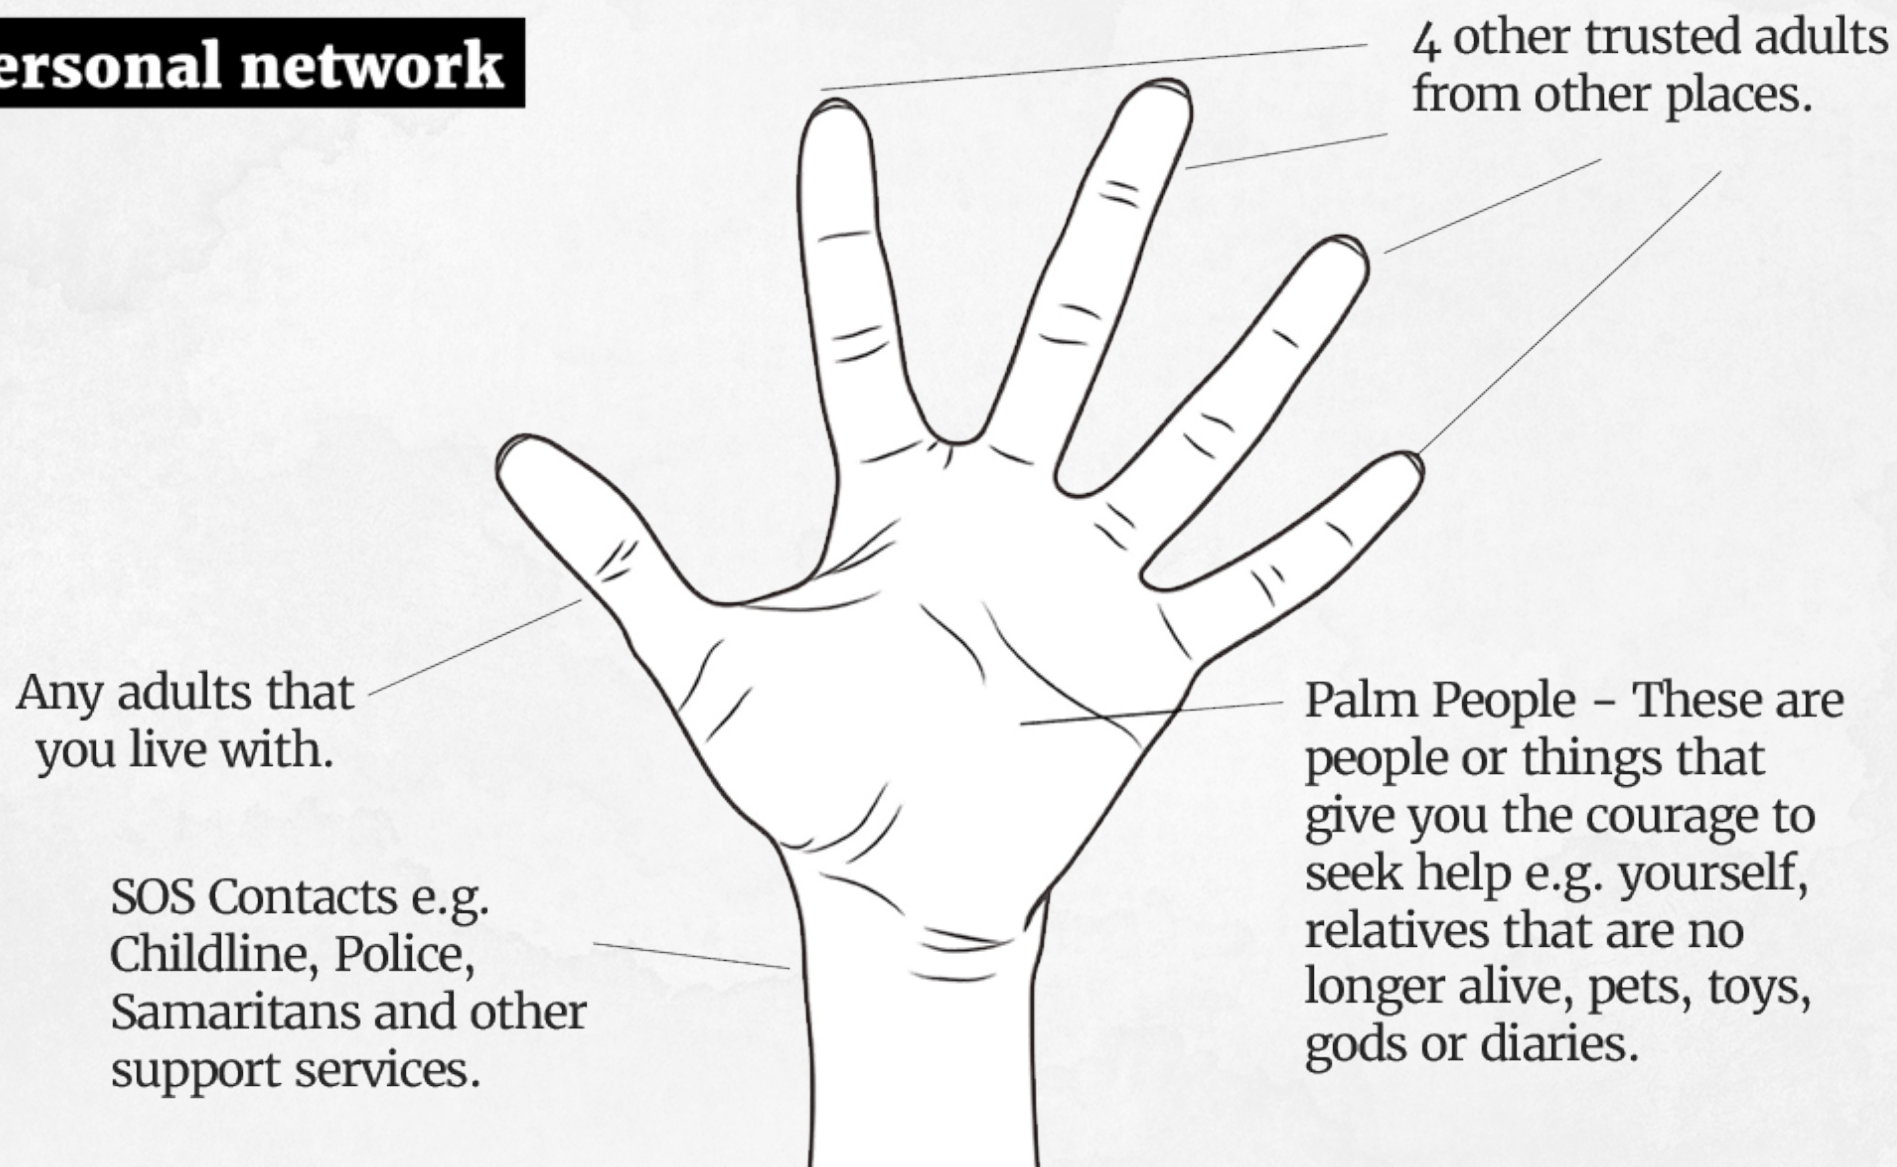 ersonal network
4 other trusted adults
from other places.
Any adults that
you live with.
SOS Contacts e.g.
Childline, Police,
Samaritans and other
support services.
Palm People – These are
people or things that
give you the courage to
seek help e.g. yourself,
relatives that are no
longer alive, pets, toys,
gods or diaries.